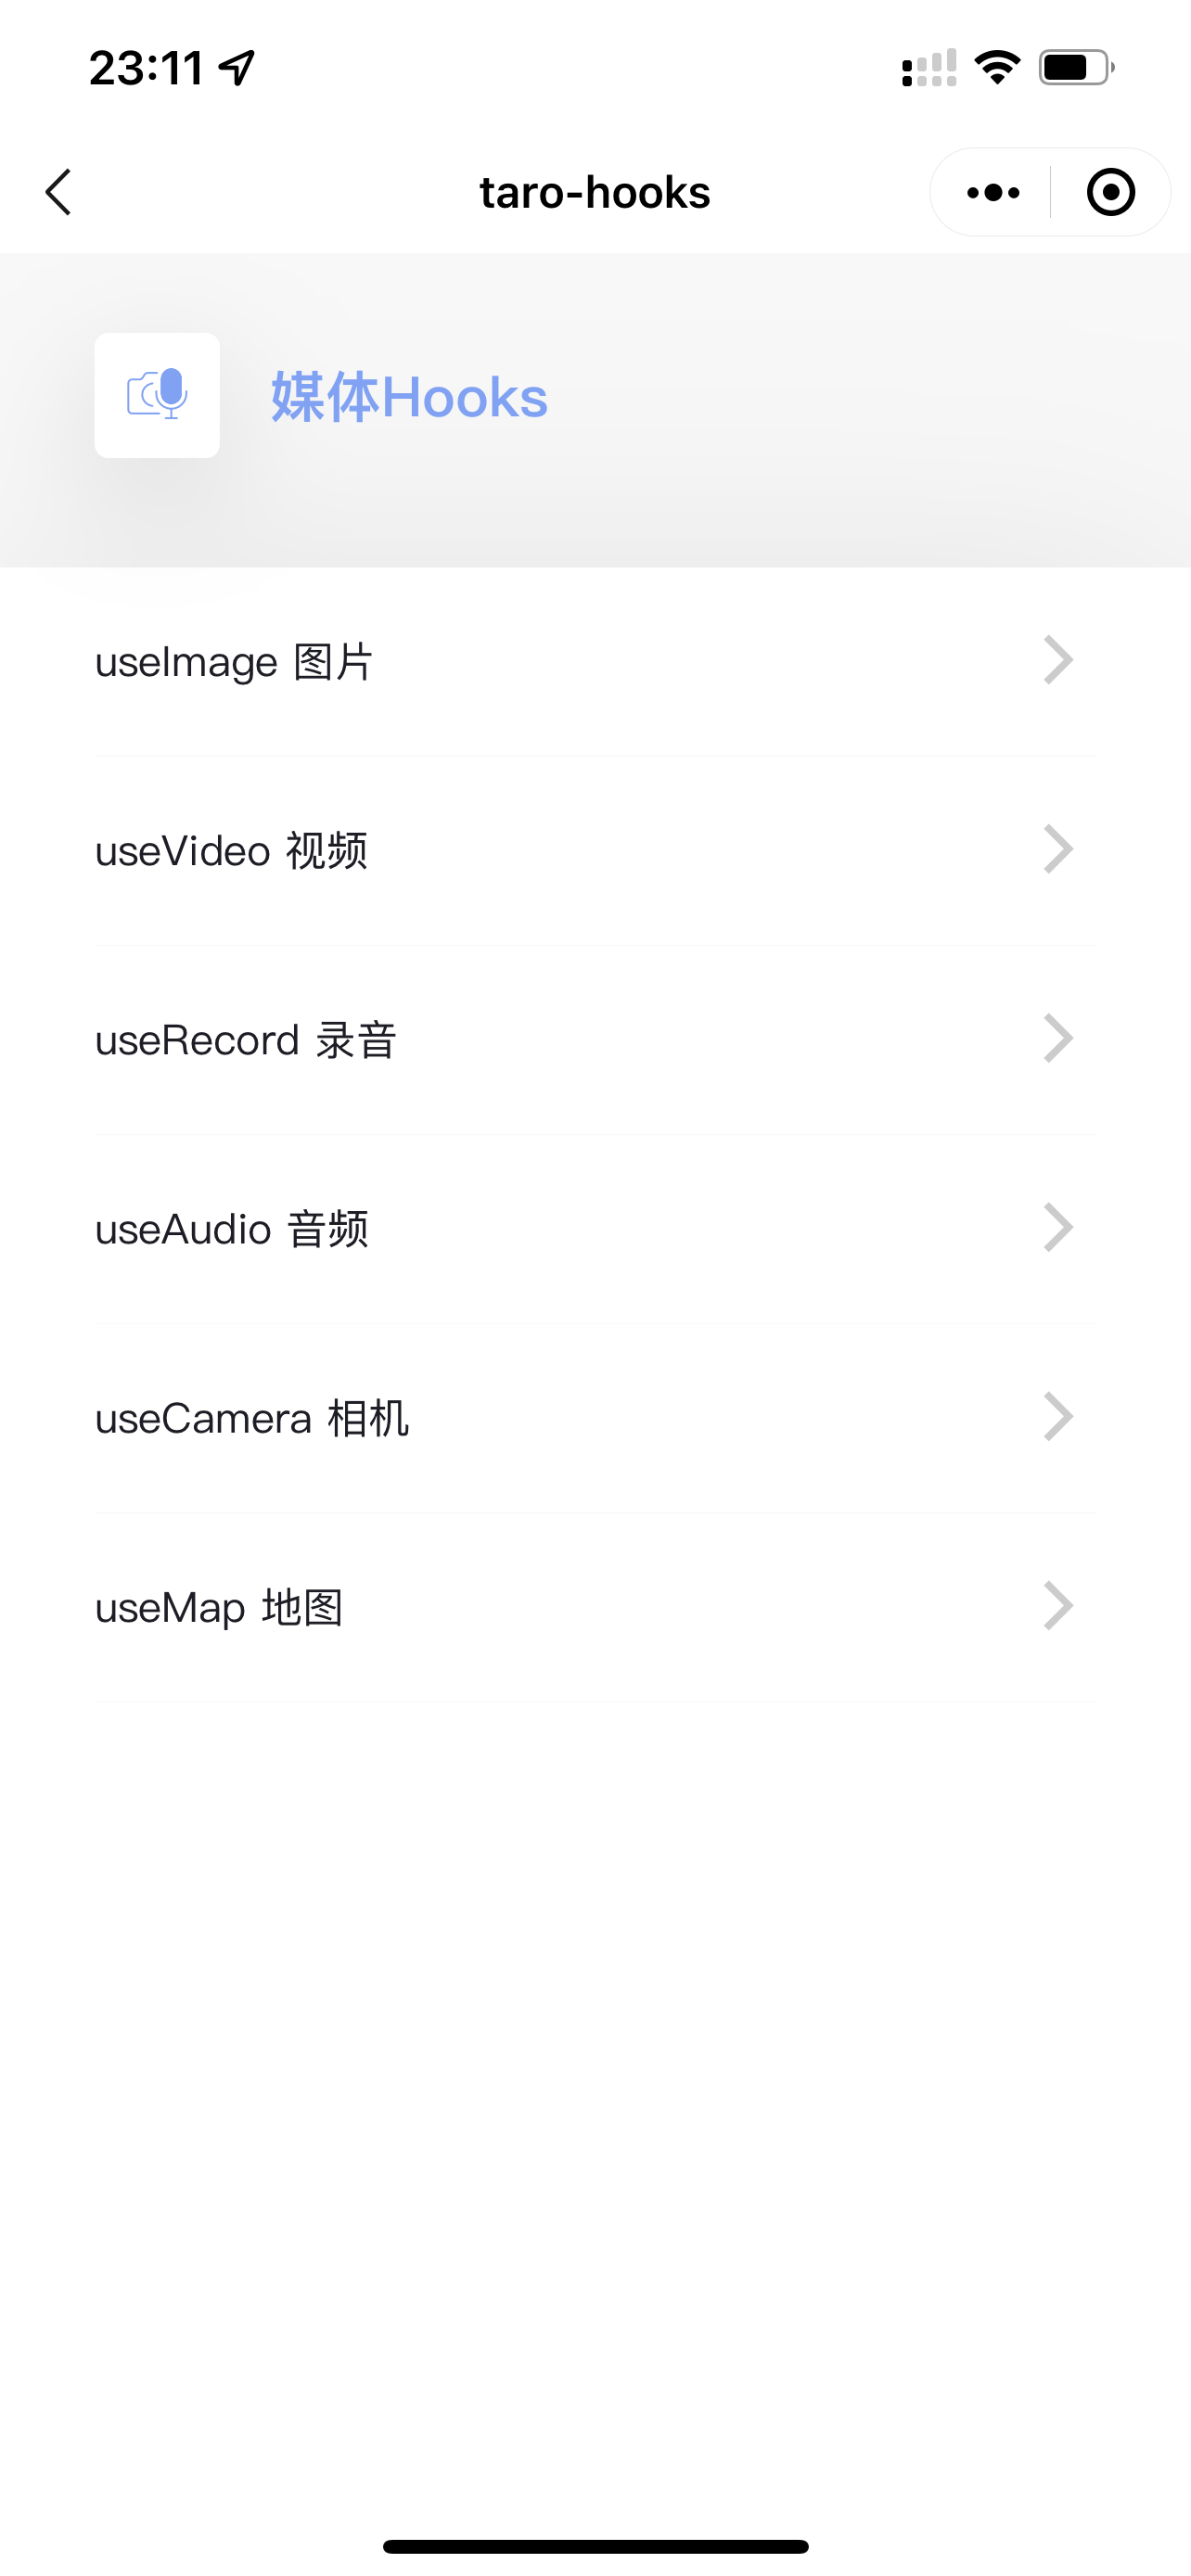 23:11
taro-hooks
媒体Hooks
useImage 图片
useVideo 视频
useRecord 录音
useAudio 音频
useCamera 相机
useMap 地图